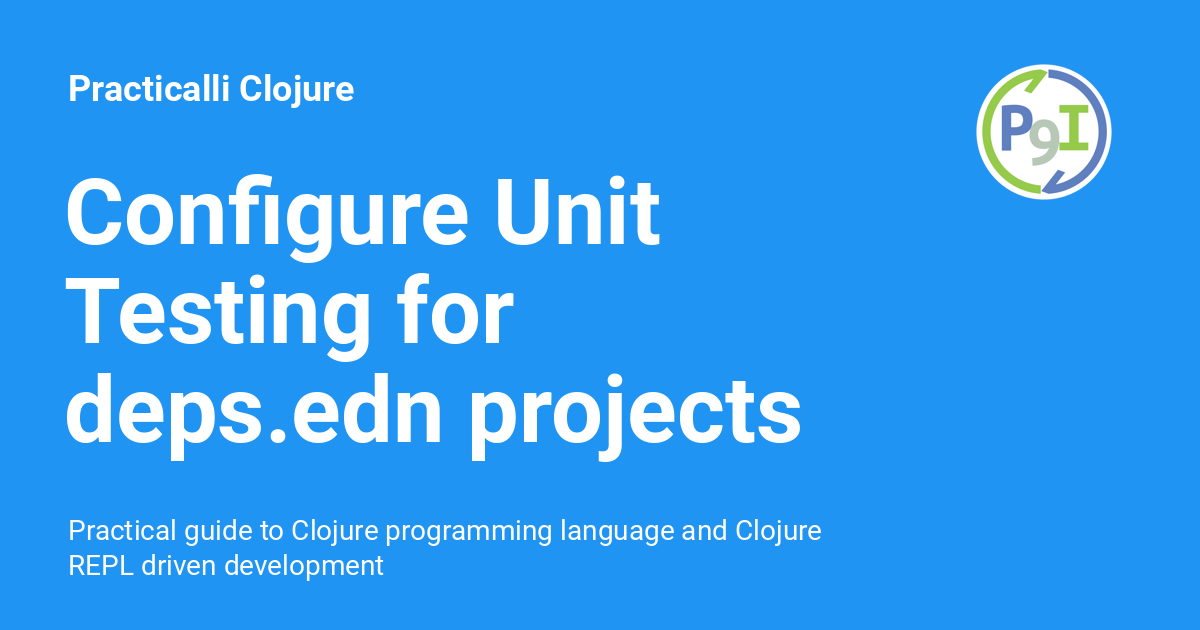 Practicalli Clojure
P9I
Configure Unit
Testing for
deps.edn projects
Practical guide to Clojure programming language and Clojure
REPL driven development